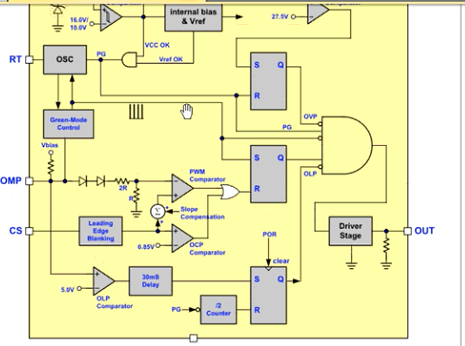 internal bias
& Vref
16.0V/
10.0V
27.5V
VCC OK
Vref OK
RT
OSC
PG
S
Q
R
Green-Mode
Control
OVP
PG
Vbias
OLP
S
Q
R
OMP
2R
R
PWM
Comparator
Slope
Compensation
CS
Leading
Edge
Blanking
0.85V
OCP
Comparator
POR
Driver
Stage
OUT
clear
5.0V
OLP
Comparator
30mS
Delay
S
Q
R
PG
/2
Counter